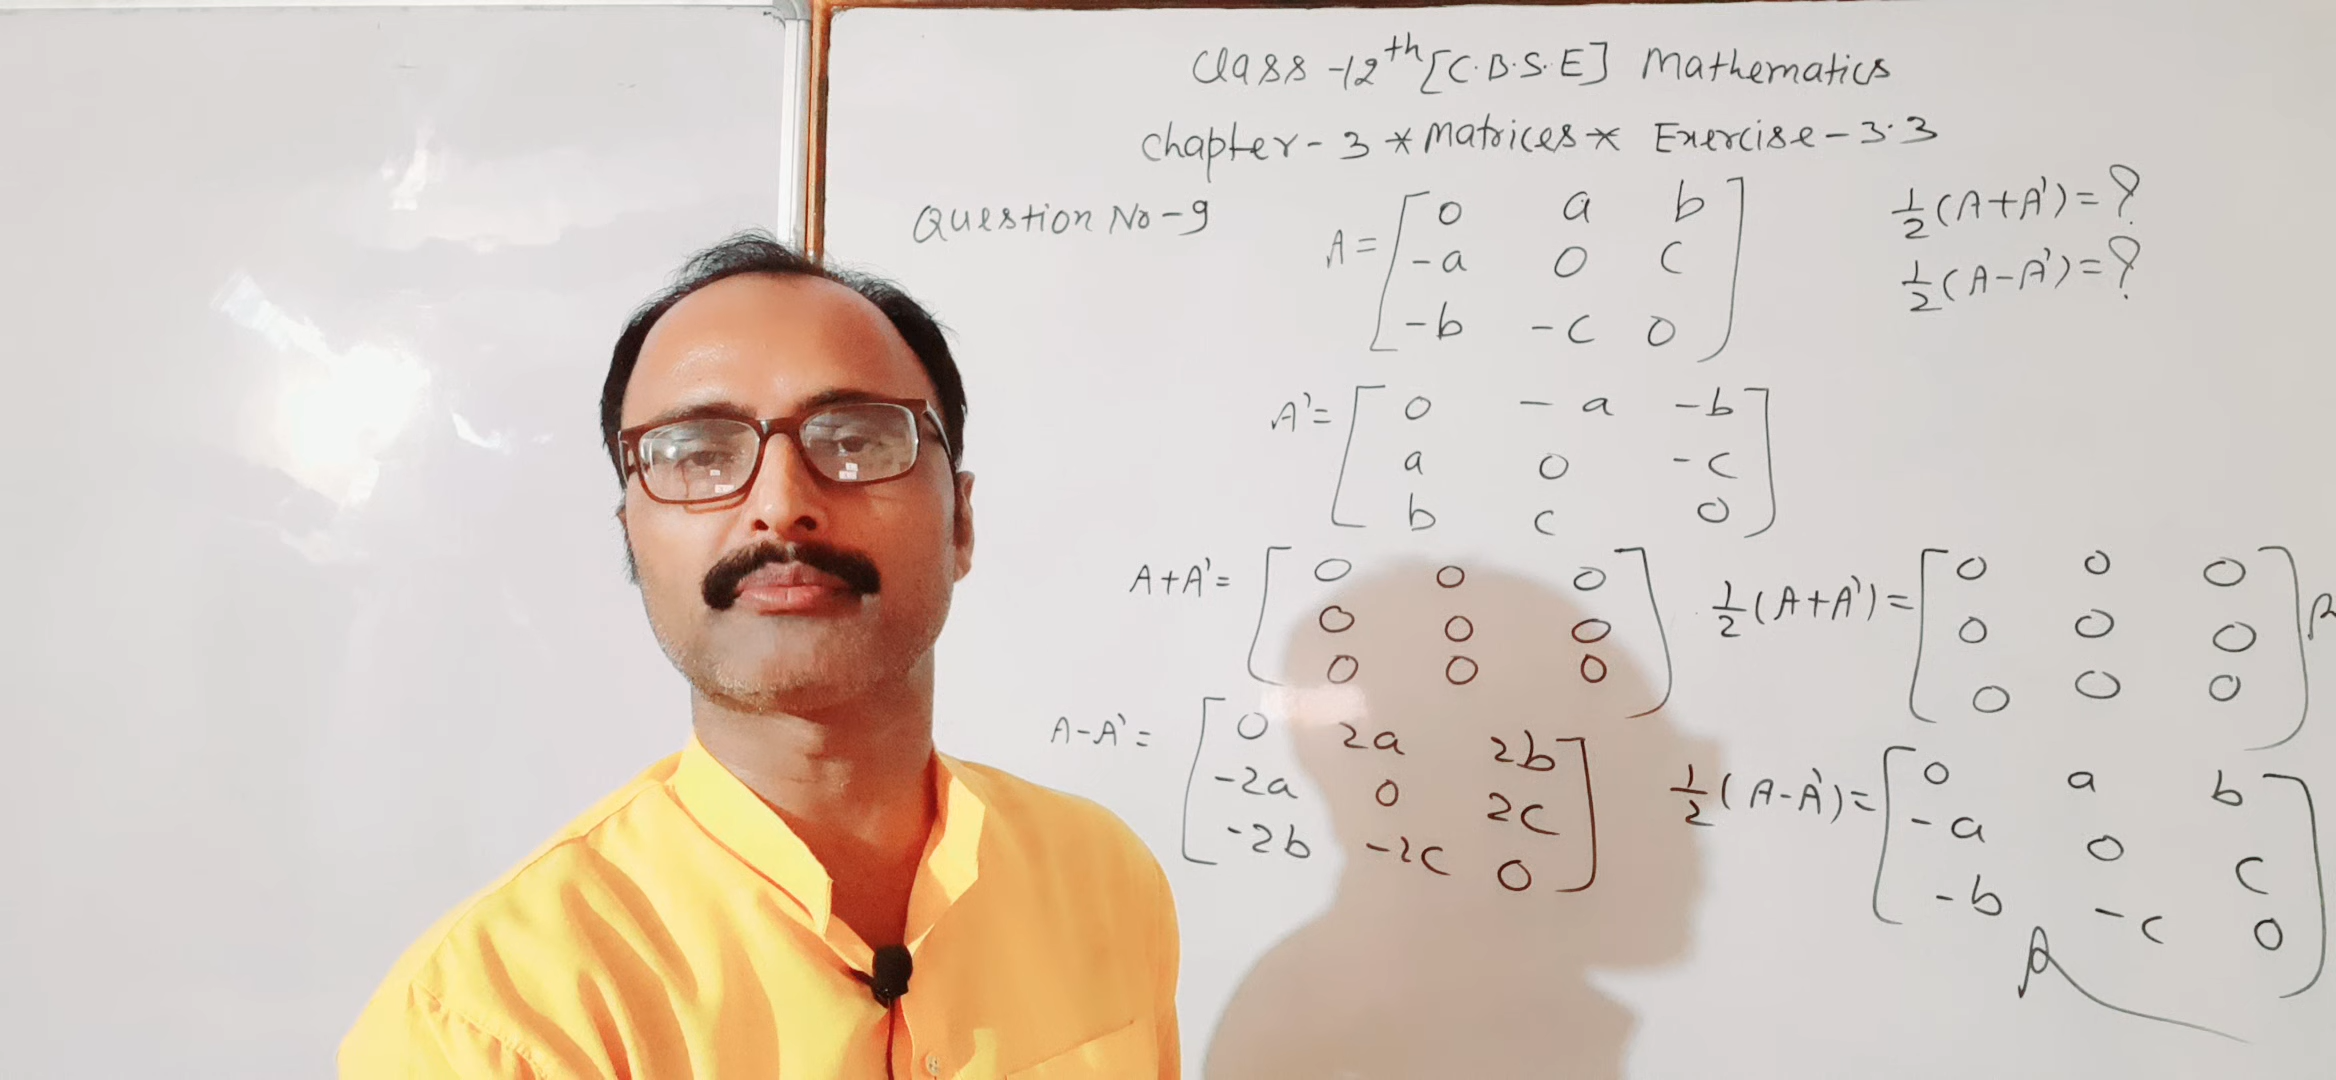 Class -12th [C.B.S.E] Mathematics
Chapter - 3 * Matrices * Exercise - 3.3
Question No - 9
A = [ 0 a b
-a 0 c
-b -c 0 ]
1/2 (A+A') = ?
1/2 (A-A') = ?
A' = [ 0 -a -b
a 0 -c
b c 0 ]
A+A' = [ 0 0 0
0 0 0
0 0 0 ]
1/2 (A+A') = [ 0 0 0
0 0 0
0 0 0 ]
A-A' = [ 0 2a 2b
-2a 0 2c
-2b -2c 0 ]
1/2 (A-A') = [ 0 a b
-a 0 c
-b -c 0 ]